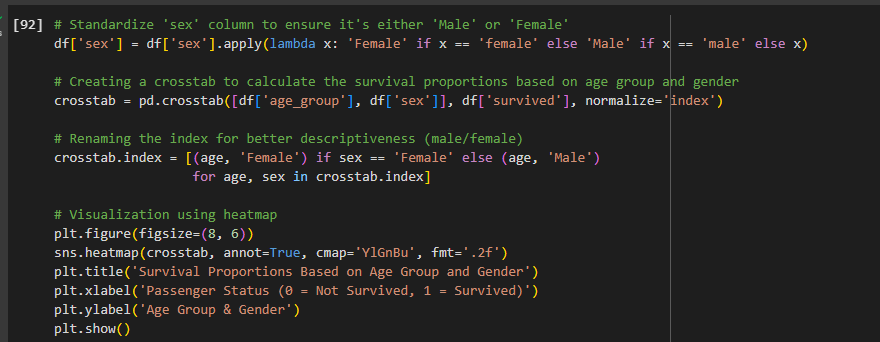 [92] # Standardize 'sex' column to ensure it's either 'Male' or 'Female'
df['sex'] = df['sex'].apply(lambda x: 'Female' if x == 'female' else 'Male' if x == 'male' else x)
# Creating a crosstab to calculate the survival proportions based on age group and gender
crosstab = pd.crosstab([df['age_group'], df['sex']], df['survived'], normalize='index')
# Renaming the index for better descriptiveness (male/female)
crosstab.index = [(age, 'Female') if sex == 'Female' else (age, 'Male')
for age, sex in crosstab.index]
# Visualization using heatmap
plt.figure(figsize=(8, 6))
sns.heatmap(crosstab, annot=True, cmap='YlGnBu', fmt='.2f')
plt.title('Survival Proportions Based on Age Group and Gender')
plt.xlabel('Passenger Status (0 = Not Survived, 1 = Survived)')
plt.ylabel('Age Group & Gender')
plt.show()